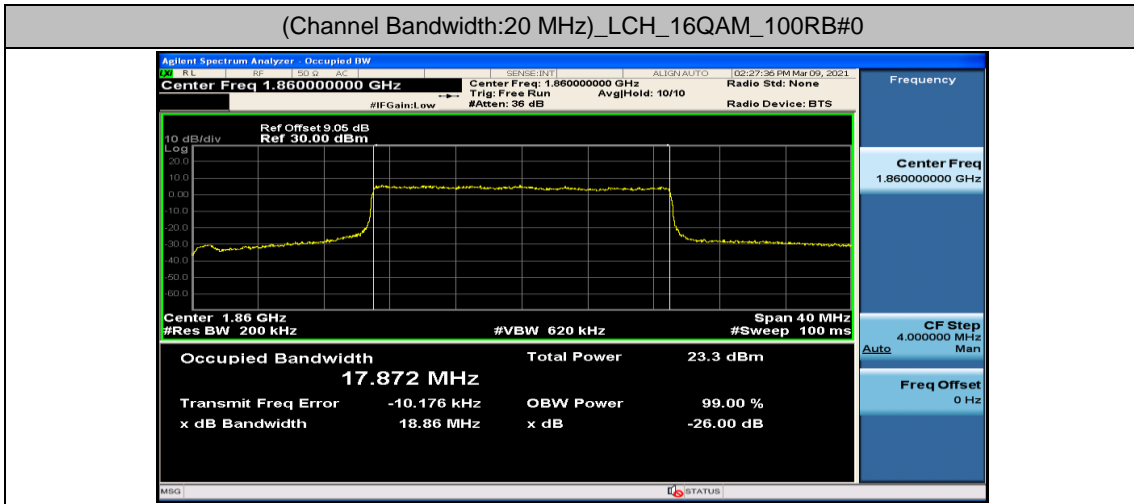 (Channel Bandwidth:20 MHz)_LCH_16QAM_100RB#0
Agilent Spectrum Analyzer - Occupied BW
LXI RL RF 50 Ω AC SENSE:INT ALIGN AUTO 02:27:36 PM Mar 09, 2021
Center Freq 1.860000000 GHz
Center Freq: 1.860000000 GHz
Radio Std: None
Trig: Free Run Avg|Hold: 10/10
#IFGain:Low #Atten: 36 dB
Radio Device: BTS
Frequency
Ref Offset 9.05 dB
10 dB/div Ref 30.00 dBm
Log
20.0
10.0
0.00
-10.0
-20.0
-30.0
-40.0
-50.0
-60.0
Center 1.86 GHz Span 40 MHz
#Res BW 200 kHz #VBW 620 kHz #Sweep 100 ms
Center Freq
1.860000000 GHz
CF Step
4.000000 MHz
Auto Man
Freq Offset
0 Hz
Occupied Bandwidth Total Power 23.3 dBm
17.872 MHz
Transmit Freq Error -10.176 kHz OBW Power 99.00 %
x dB Bandwidth 18.86 MHz x dB -26.00 dB
MSG STATUS